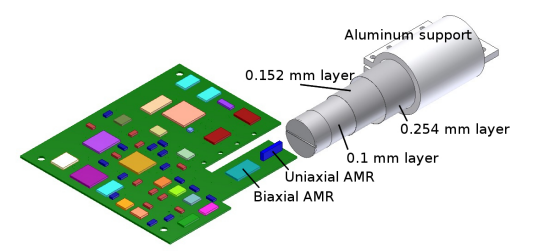 Aluminum support
0.152 mm layer
0.254 mm layer
0.1 mm layer
Uniaxial AMR
Biaxial AMR